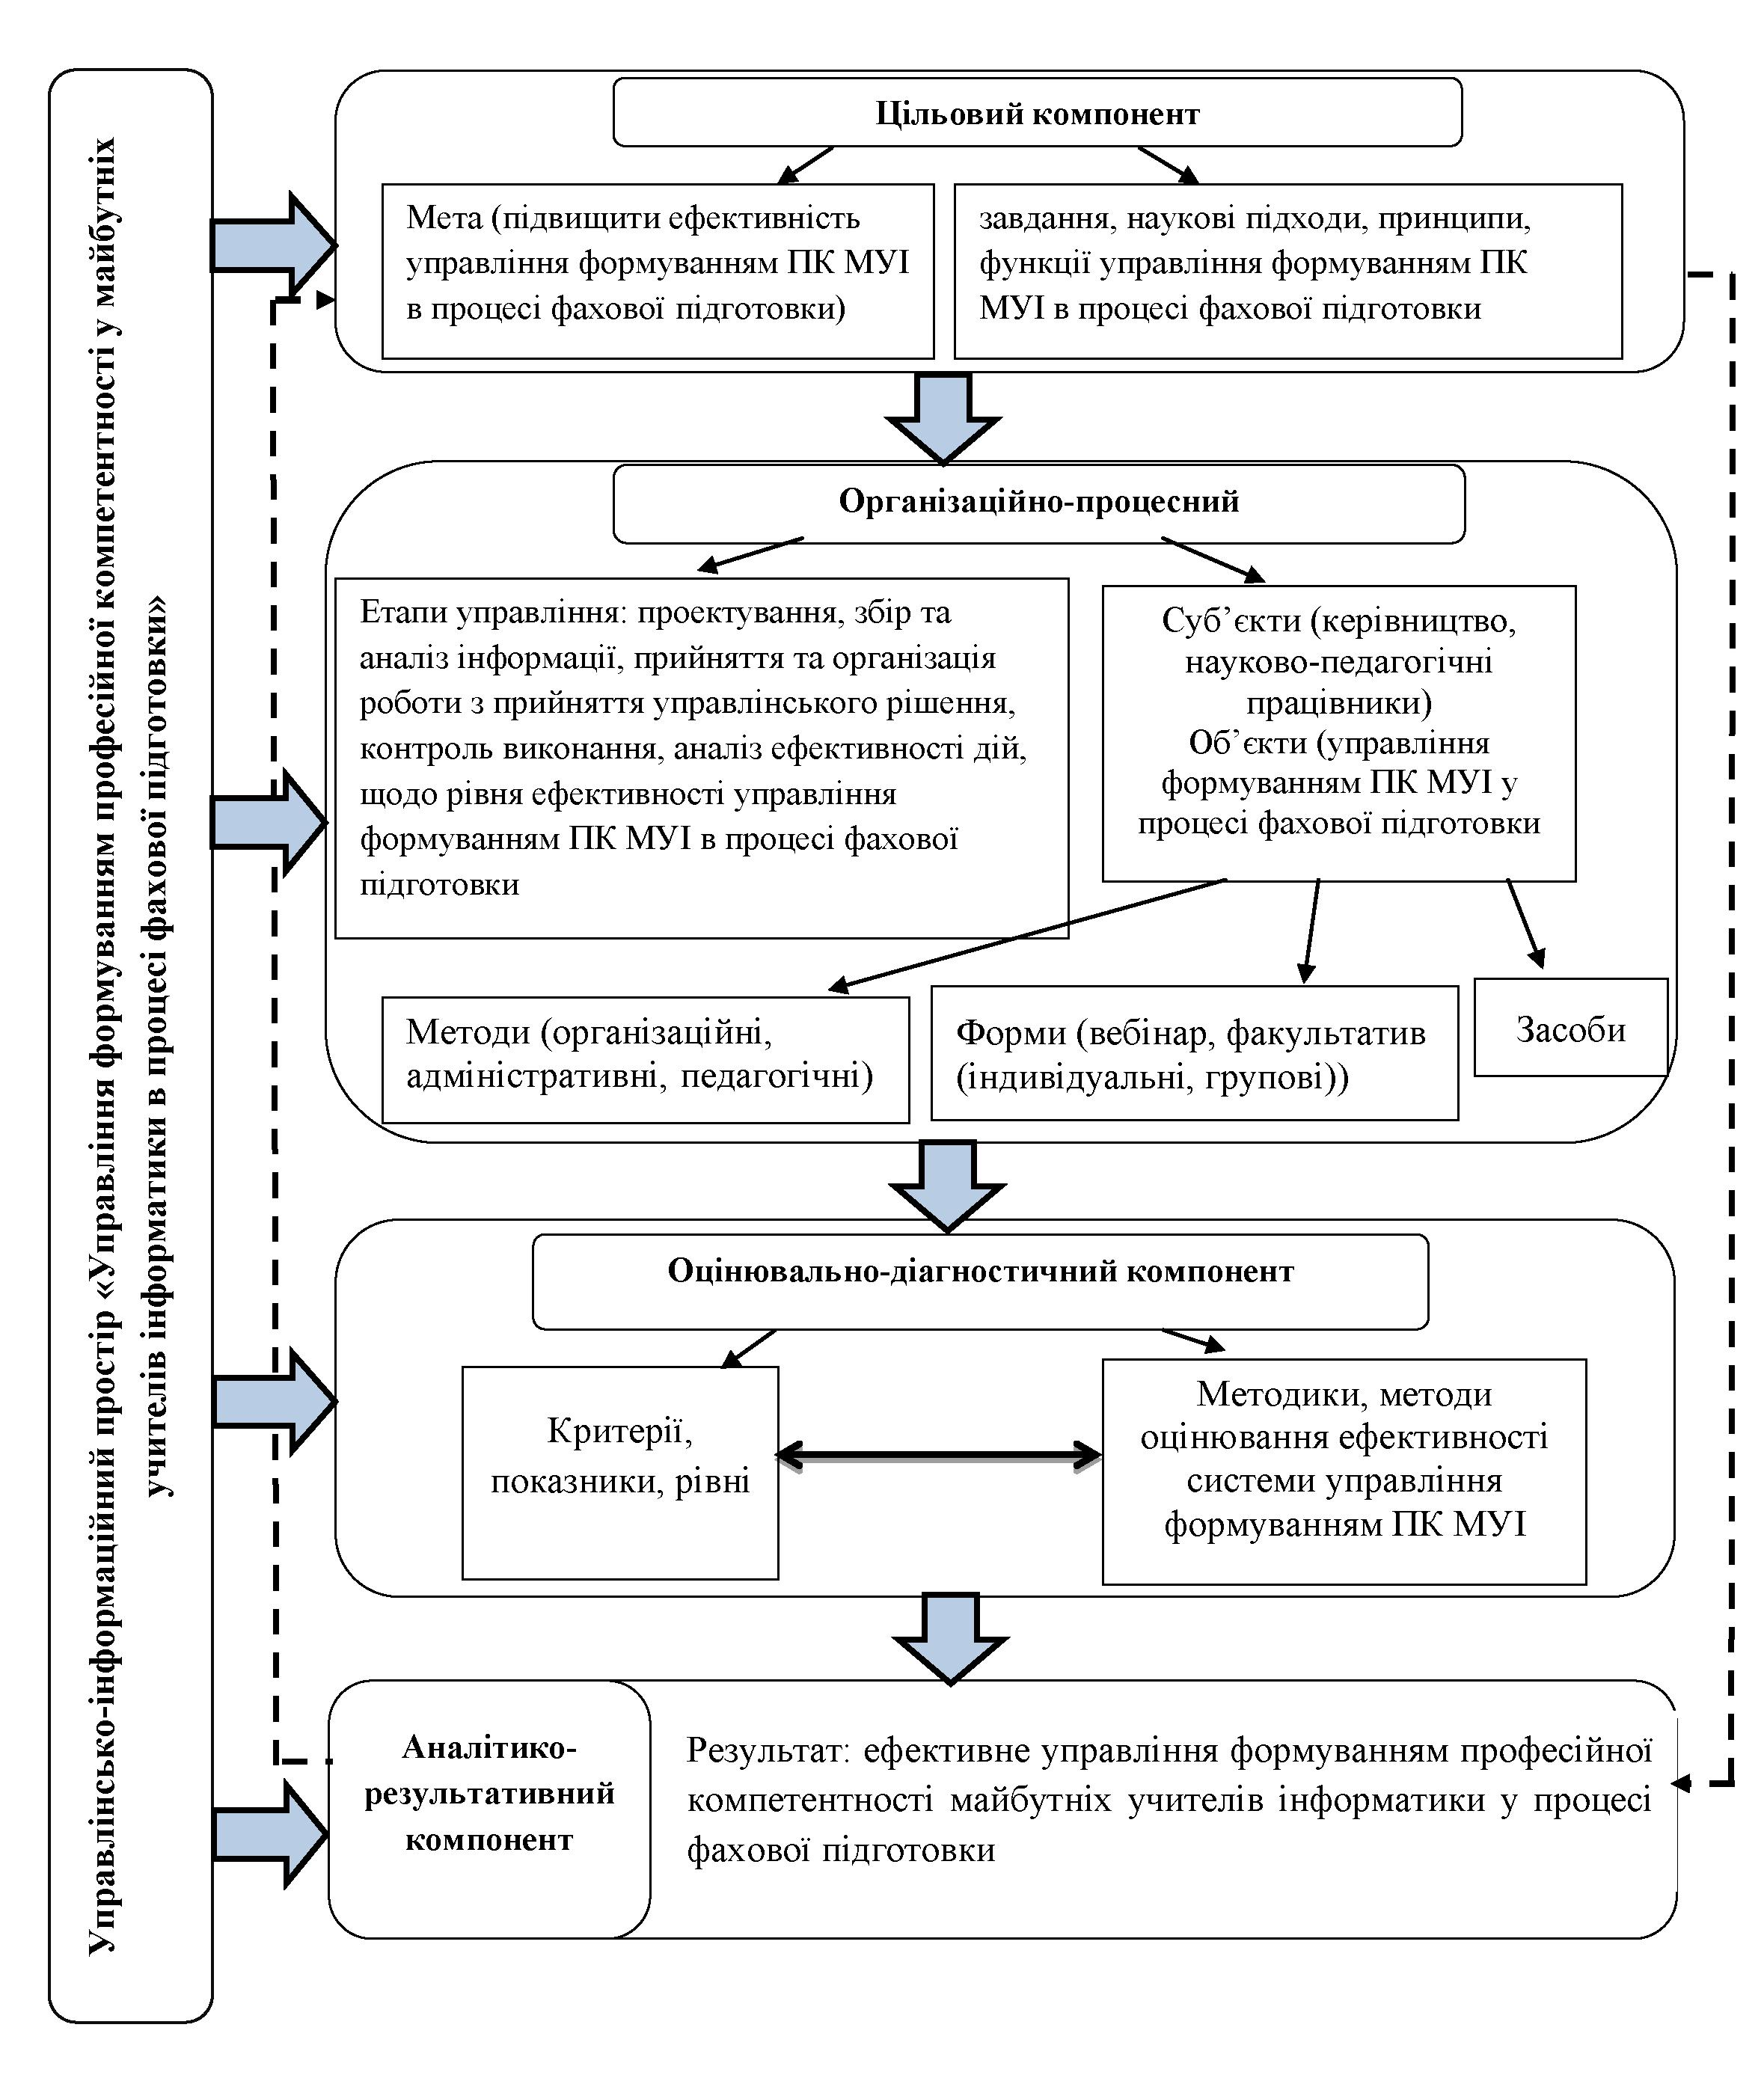 Управлінсько-інформаційний простір «Управління формуванням професійної компетентності у майбутніх
учителів інформатики в процесі фахової підготовки»
Цільовий компонент
Мета (підвищити ефективність
управління формуванням ПК МУІ
в процесі фахової підготовки)
завдання, наукові підходи, принципи,
функції управління формуванням ПК
МУІ в процесі фахової підготовки
Організаційно-процесний
Етапи управління: проектування, збір та
аналіз інформації, прийняття та організація
роботи з прийняття управлінського рішення,
контроль виконання, аналіз ефективності дій,
щодо рівня ефективності управління
формуванням ПК МУІ в процесі фахової
підготовки
Суб’єкти (керівництво,
науково-педагогічні
працівники)
Об’єкти (управління
формуванням ПК МУІ у
процесі фахової підготовки
Методи (організаційні,
адміністративні, педагогічні)
Форми (вебінар, факультатив
(індивідуальні, групові))
Засоби
Оцінювально-діагностичний компонент
Критерії,
показники, рівні
Методики, методи
оцінювання ефективності
системи управління
формуванням ПК МУІ
Аналітико-
результативний
компонент
Результат: ефективне управління формуванням професійної
компетентності майбутніх учителів інформатики у процесі
фахової підготовки